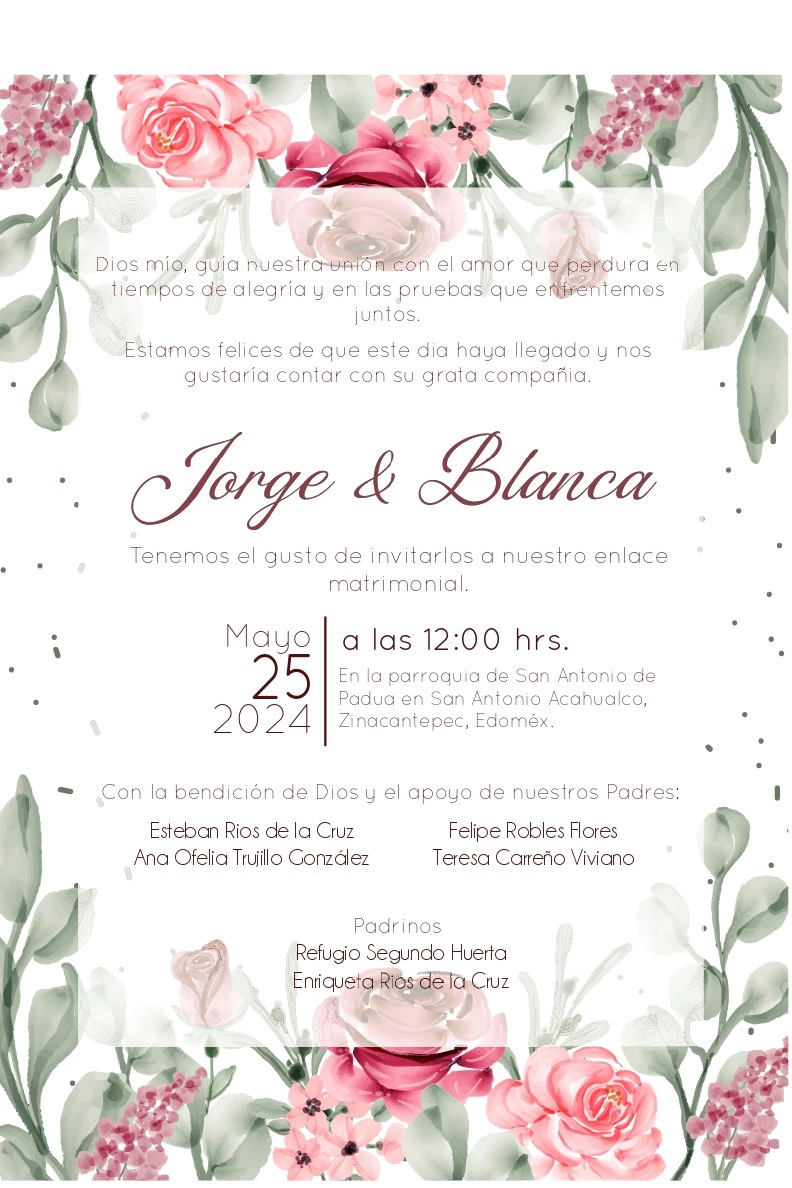 Dios mío, guía nuestra unión con el amor que perdura en
tiempos de alegría y en las pruebas que enfrentemos
juntos.
Estamos felices de que este dia haya llegado y nos
gustaría contar con su grata compañia.
Jorge & Blanca
Tenemos el gusto de invitarlos a nuestro enlace
matrimonial.
Mayo
25
2024
a las 12:00 hrs.
En la parroquia de San Antonio de
Padua en San Antonio Acahualco,
Zinacantepec, Edoméx.
Con la bendición de Dios y el apoyo de nuestros Padres:
Esteban Rios de la Cruz
Ana Ofelia Trujillo González
Felipe Robles Flores
Teresa Carreño Viviano
Padrinos
Refugio Segundo Huerta
Enriqueta Rios de la Cruz